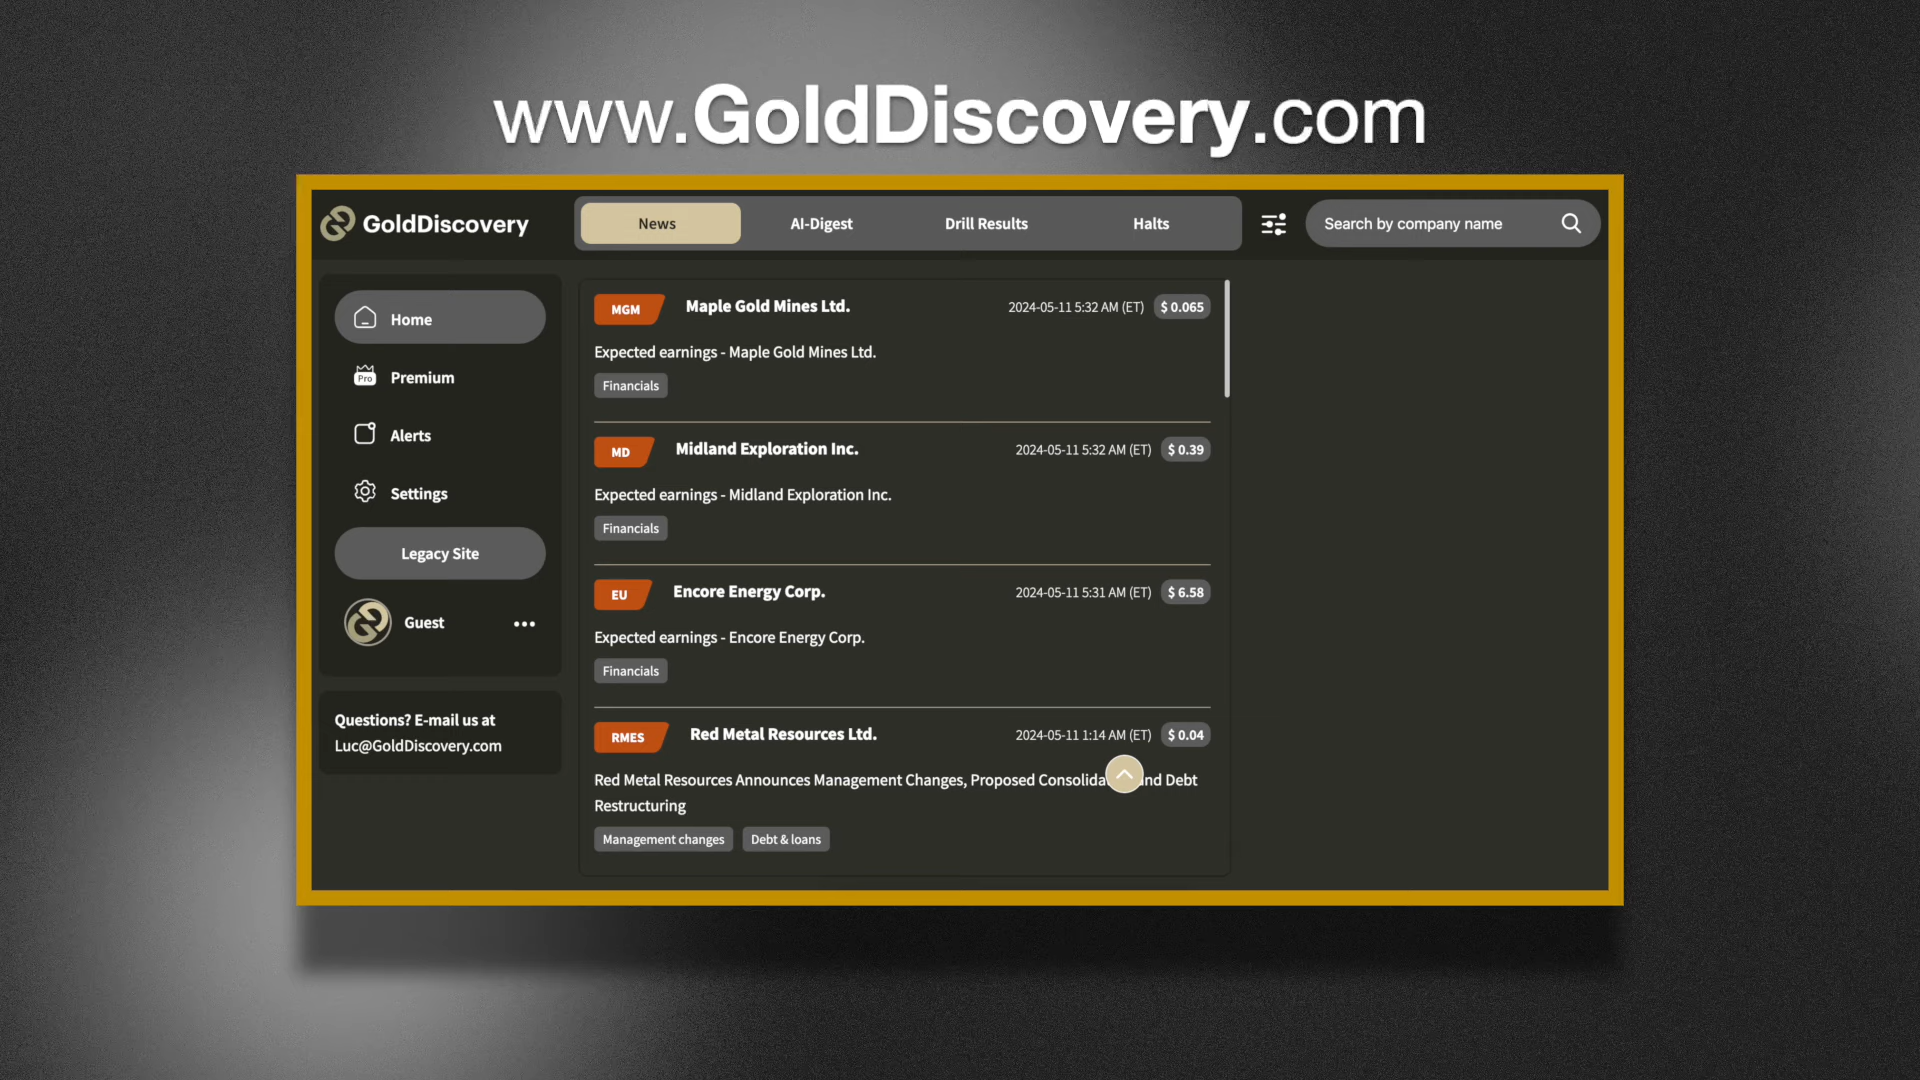 www.GoldDiscovery.com
GoldDiscovery
News
AI-Digest
Drill Results
Halts
Search by company name
Home
Pro
Premium
Alerts
Settings
Legacy Site
Guest
Questions? E-mail us at
Luc@GoldDiscovery.com
MGM
Maple Gold Mines Ltd.
2024-05-11 5:32 AM (ET)
$ 0.065
Expected earnings - Maple Gold Mines Ltd.
Financials
MD
Midland Exploration Inc.
2024-05-11 5:32 AM (ET)
$ 0.39
Expected earnings - Midland Exploration Inc.
Financials
EU
Encore Energy Corp.
2024-05-11 5:31 AM (ET)
$ 6.58
Expected earnings - Encore Energy Corp.
Financials
RMES
Red Metal Resources Ltd.
2024-05-11 1:14 AM (ET)
$ 0.04
Red Metal Resources Announces Management Changes, Proposed Debt
Restructuring
Management changes
Debt & loans